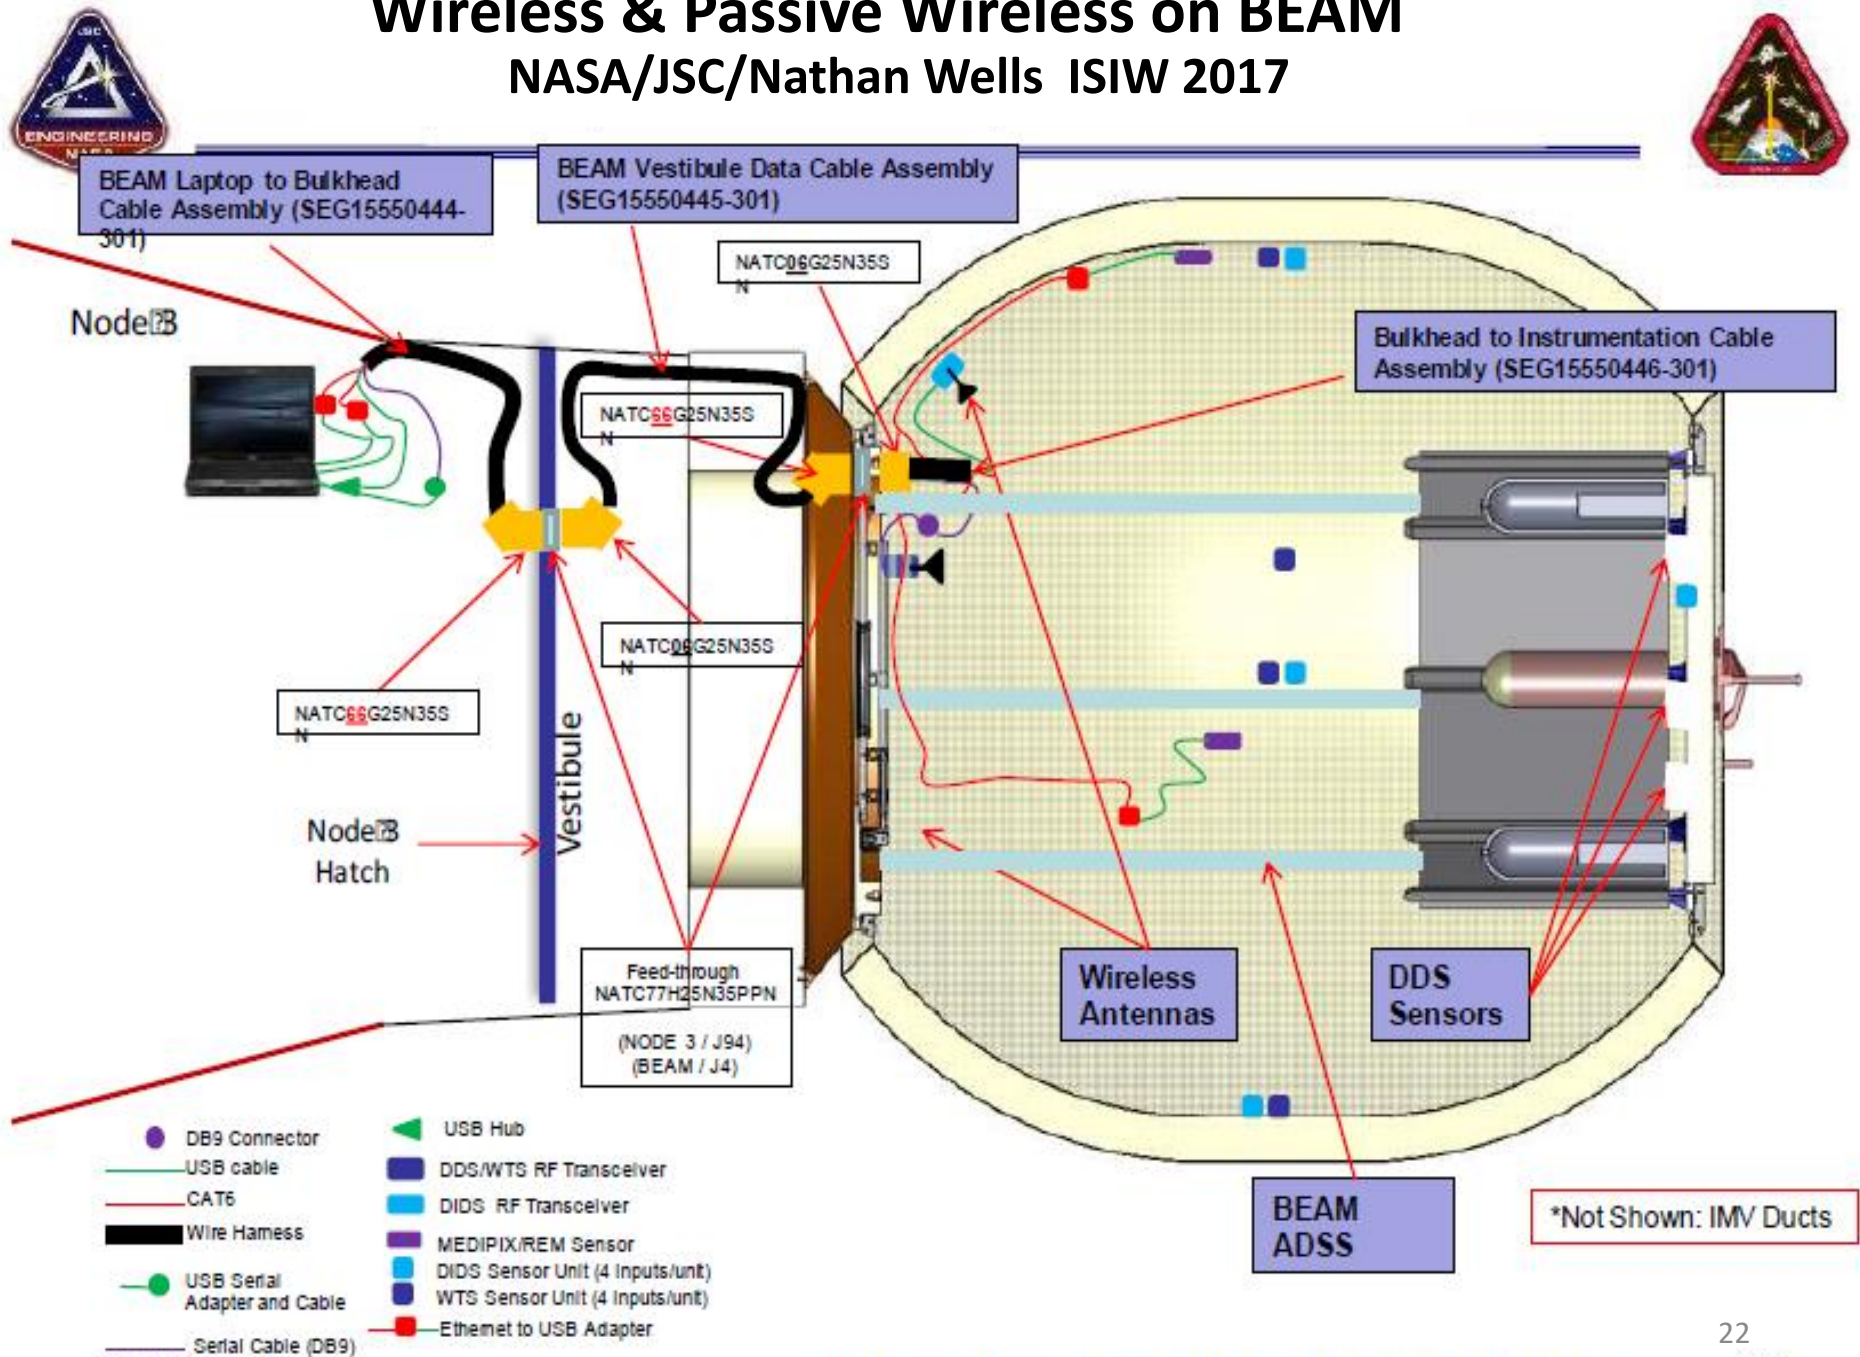 Wireless & Passive Wireless on BEAM
NASA/JSC/Nathan Wells ISIW 2017
JSC
ENGINEERING
NASA
BEAM Laptop to Bulkhead
Cable Assembly (SEG15550444-
301)
BEAM Vestibule Data Cable Assembly
(SEG15550445-301)
NATC06G25N35S
N
Node 3
Bulkhead to Instrumentation Cable
Assembly (SEG15550446-301)
NATC66G25N35S
N
NATC06G25N35S
N
NATC66G25N35S
N
Vestibule
Node 3
Hatch
Feed-through
NATC77H25N35PPN
(NODE 3 / J94)
(BEAM / J4)
Wireless
Antennas
DDS
Sensors
BEAM
ADSS
*Not Shown: IMV Ducts
DB9 Connector
USB cable
CAT6
Wire Harness
USB Serial
Adapter and Cable
Serial Cable (DB9)
USB Hub
DDS/WTS RF Transceiver
DIDS RF Transceiver
MEDIPIX/REM Sensor
DIDS Sensor Unit (4 Inputs/unit)
WTS Sensor Unit (4 Inputs/unit)
Ethernet to USB Adapter
22